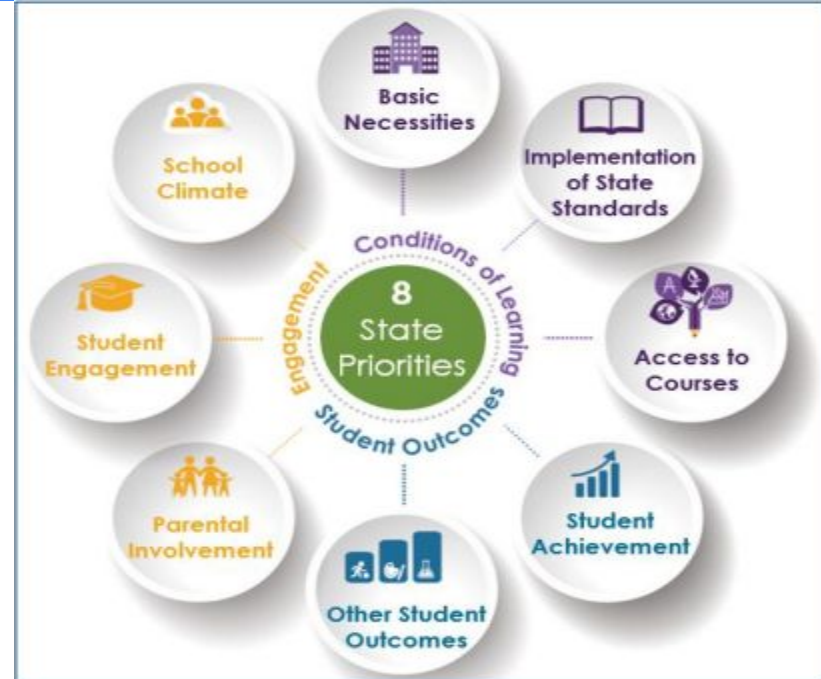 Basic
Necessities
Implementation
of State
Standards
Access to
Courses
Student
Achievement
Other Student
Outcomes
Parental
Involvement
Student
Engagement
School
Climate
Conditions of Learning
Student Outcomes
Engagement
8
State
Priorities
A